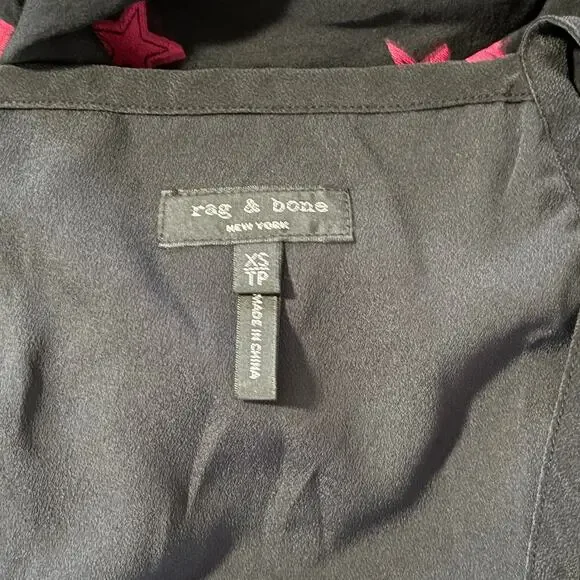 rag & bone
NEW YORK
XS
TP
MADE IN CHINA